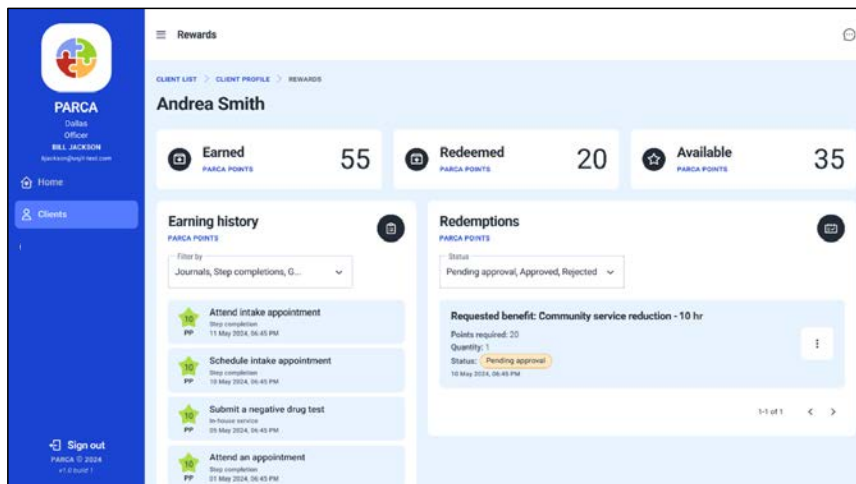 PARCA
Dallas
Officer
BILL JACKSON
Home
Clients
Sign out
PARCA © 2024
v1.0 build 1
Rewards
CLIENT LIST > CLIENT PROFILE > REWARDS
Andrea Smith
Earned
PARCA POINTS
55
Redeemed
PARCA POINTS
20
Available
PARCA POINTS
35
Earning history
PARCA POINTS
Filter by
Journals, Step completions, G...
10 PP
Attend intake appointment
Step completion
11 May 2024, 06:45 PM
10 PP
Schedule intake appointment
Step completion
10 May 2024, 06:45 PM
10 PP
Submit a negative drug test
In-house service
05 May 2024, 06:45 PM
10 PP
Attend an appointment
Step completion
01 May 2024, 06:45 PM
Redemptions
PARCA POINTS
Status
Pending approval, Approved, Rejected
Requested benefit: Community service reduction - 10 hr
Points required: 20
Quantity: 1
Status: Pending approval
10 May 2024, 06:45 PM
1-1 of 1